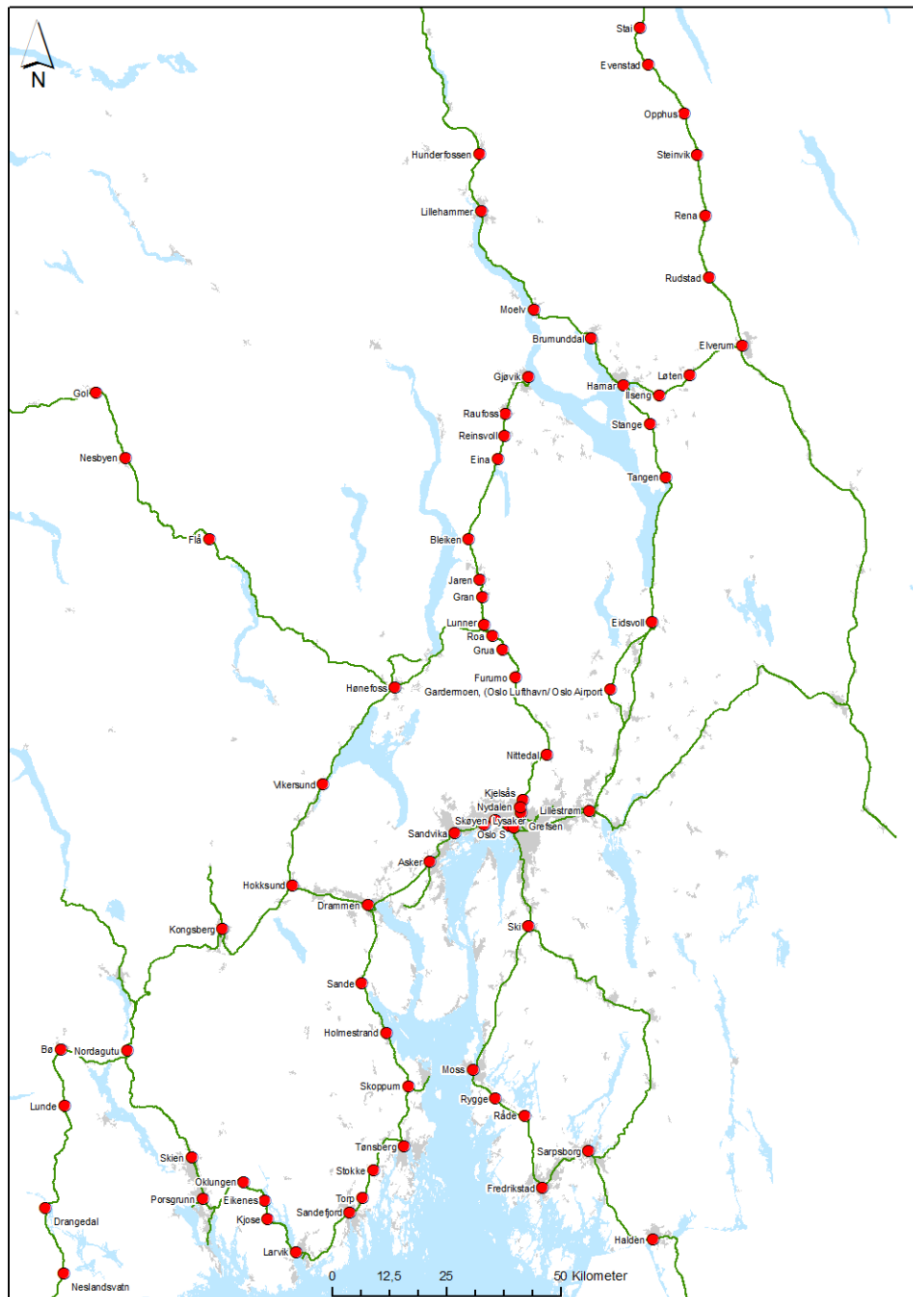 Stai
N
Evenstad
Opphus
Hunderfossen
Steinvik
Lillehammer
Rena
Rudstad
Moelv
Brumunddal
Elverum
Gjøvik
Løten
Hamar
Gol
Ilseng
Raufoss
Stange
Reinsvoll
Nesbyen
Eina
Tangen
Flå
Bleiken
Jaren
Gran
Lunner
Eidsvoll
Roa
Grua
Furumo
Hønefoss
Gardermoen, (Oslo Lufthavn/ Oslo Airport
Nittedal
Vikersund
Kjelsås
Nydalen
Lillestrøm
Skøyen
Lysaker
Grefsen
Sandvika
Oslo S
Asker
Hokksund
Drammen
Kongsberg
Ski
Sande
Holmestrand
Bø
Nordagutu
Moss
Skoppum
Rygge
Lunde
Råde
Tønsberg
Sarpsborg
Skien
Stokke
Oklungen
Fredrikstad
Porsgrunn
Eikenes
Torp
Sandefjord
Drangedal
Kjose
Halden
Larvik
0 12,5 25 50 Kilometer
Neslandsvatn